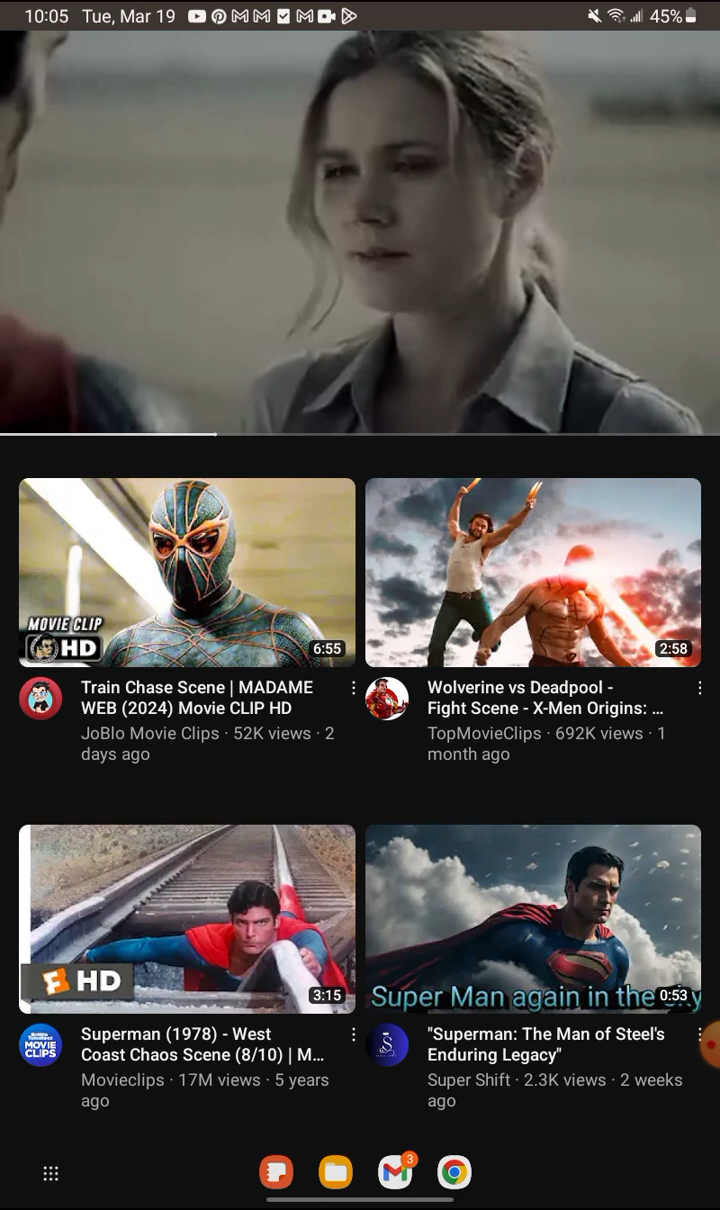 10:05 Tue, Mar 19
45%
MOVIE CLIP
HD
6:55
2:58
Train Chase Scene | MADAME
WEB (2024) Movie CLIP HD
JoBlo Movie Clips · 52K views · 2
days ago
Wolverine vs Deadpool -
Fight Scene - X-Men Origins: ...
TopMovieClips · 692K views · 1
month ago
HD
3:15
Super Man again in the
0:53
MOVIE
CLIPS
Superman (1978) - West
Coast Chaos Scene (8/10) | M...
Movieclips · 17M views · 5 years
ago
"Superman: The Man of Steel's
Enduring Legacy"
Super Shift · 2.3K views · 2 weeks
ago
3